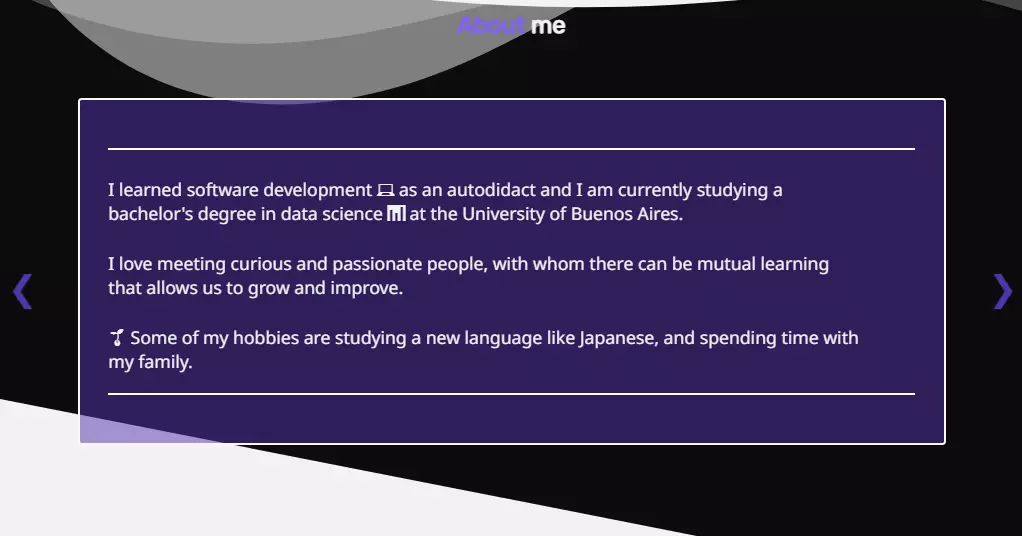 About me
I learned software development 💻 as an autodidact and I am currently studying a
bachelor's degree in data science 📊 at the University of Buenos Aires.
I love meeting curious and passionate people, with whom there can be mutual learning
that allows us to grow and improve.
🌱 Some of my hobbies are studying a new language like Japanese, and spending time with
my family.
❮ ❯